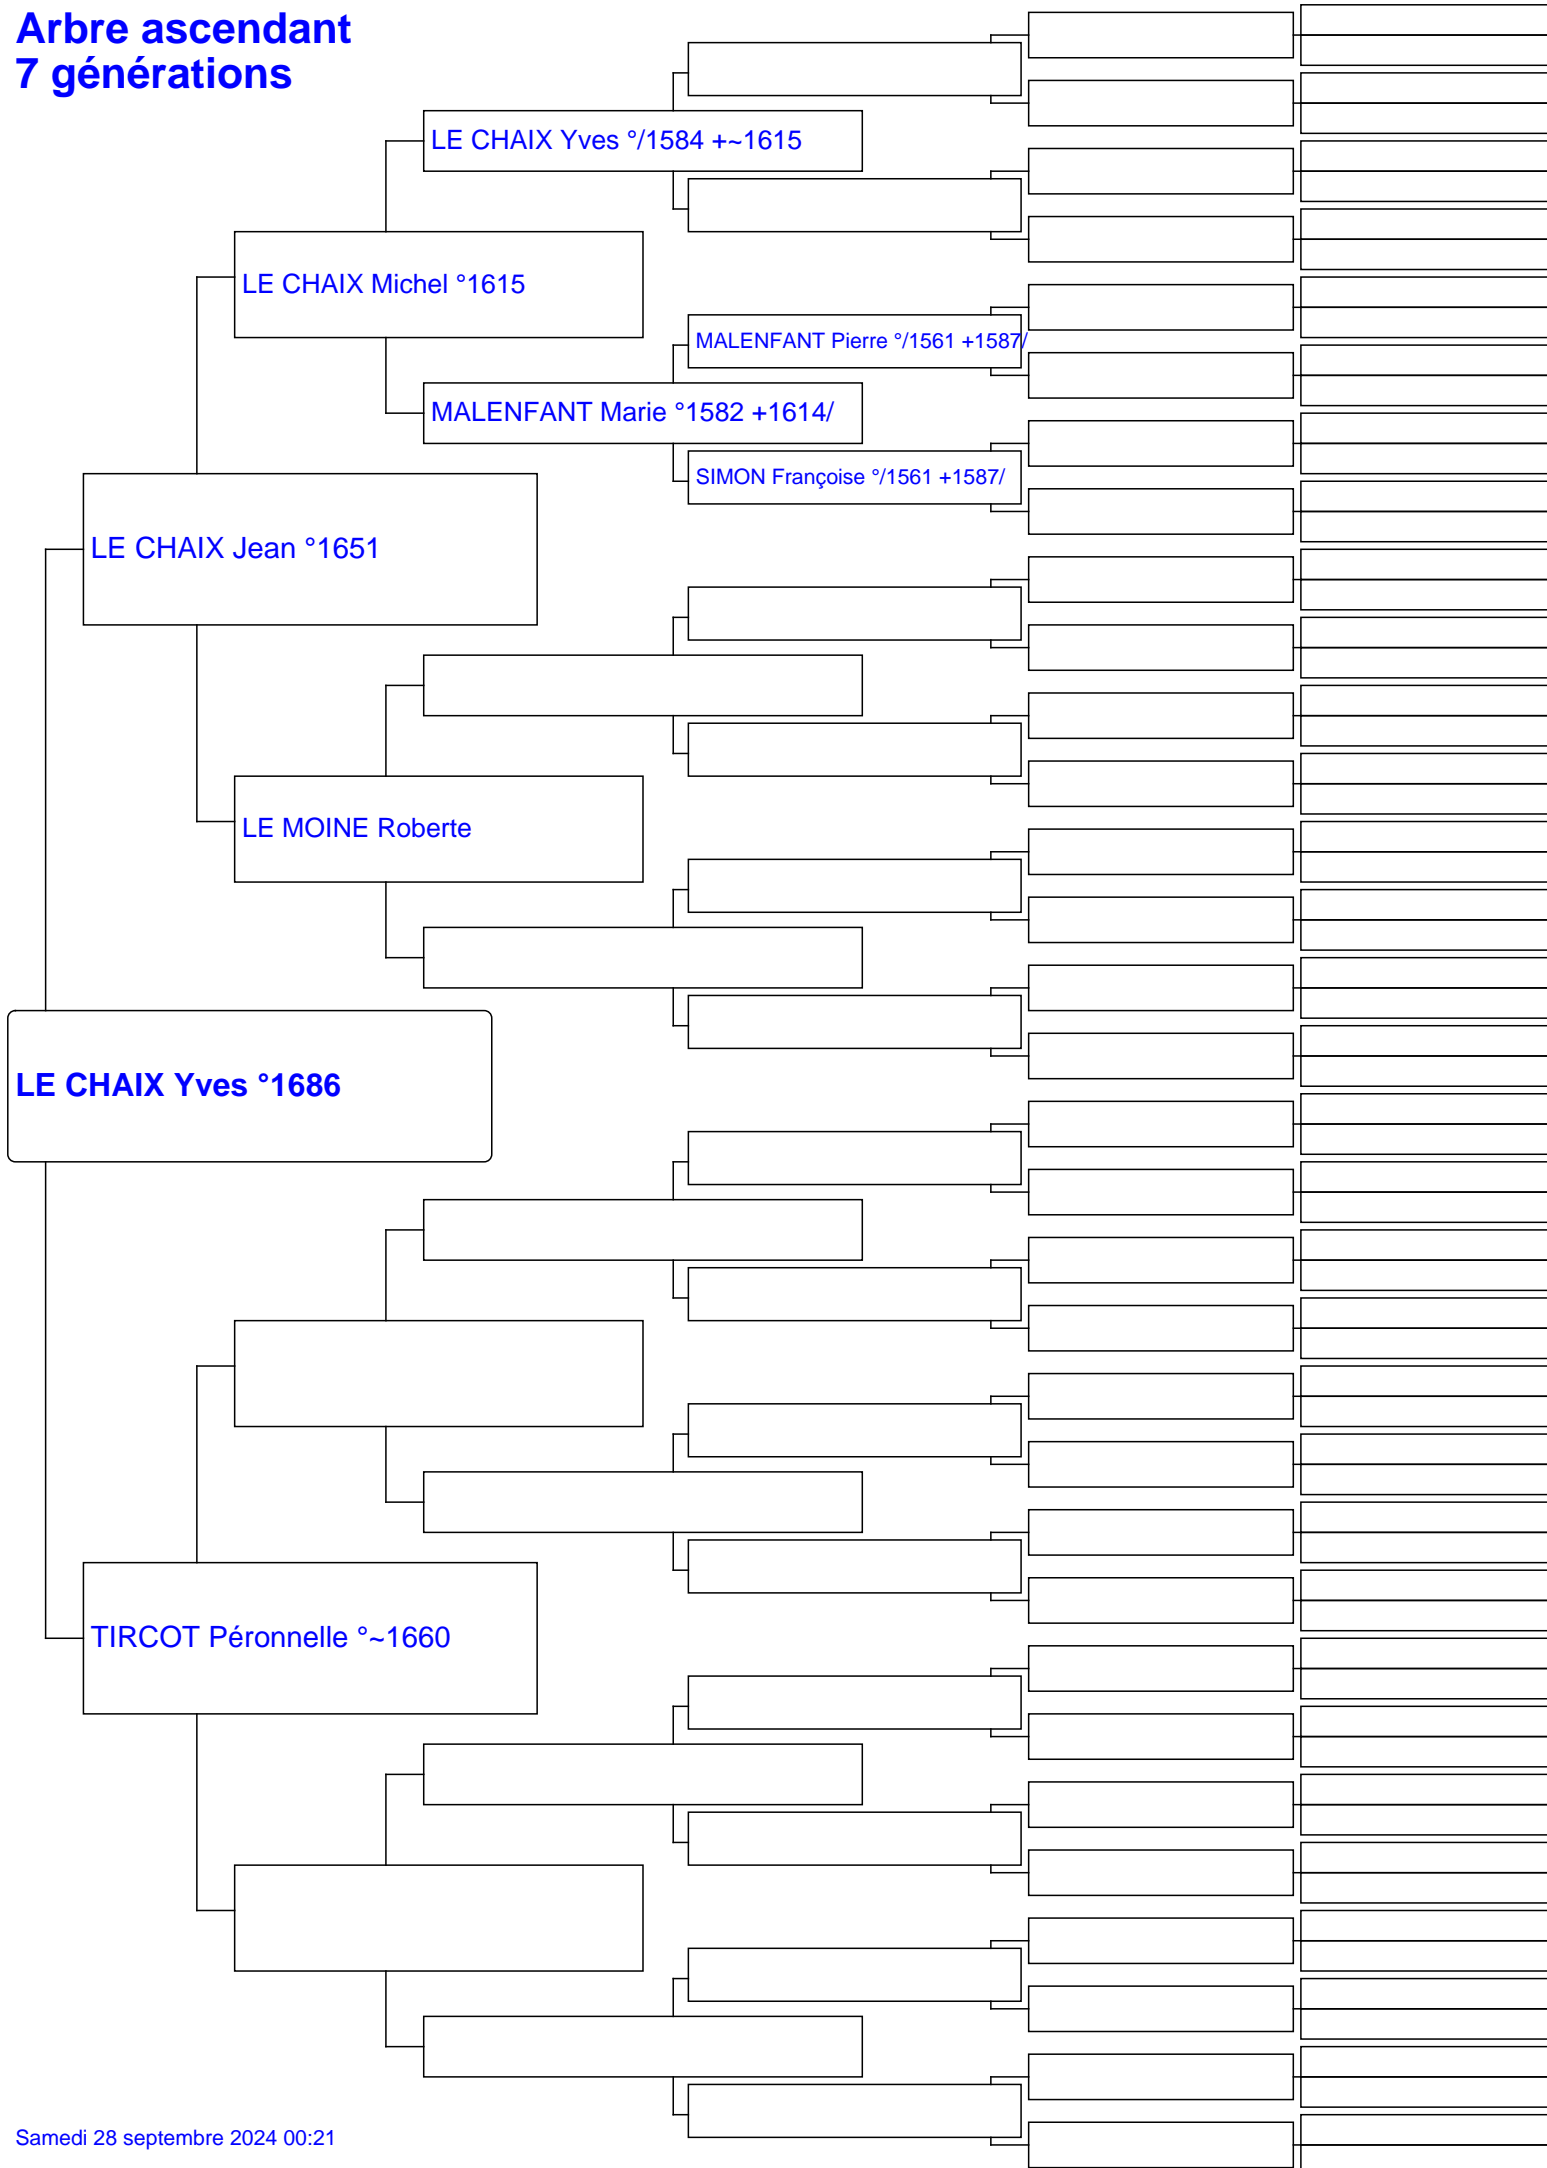 Arbre ascendant
7 générations
LE CHAIX Yves °/1584 +~1615
LE CHAIX Michel °1615
MALENFANT Pierre °/1561 +1587/
MALENFANT Marie °1582 +1614/
SIMON Françoise °/1561 +1587/
LE CHAIX Jean °1651
LE MOINE Roberte
LE CHAIX Yves °1686
TIRCOT Péronnelle °~1660
Samedi 28 septembre 2024 00:21